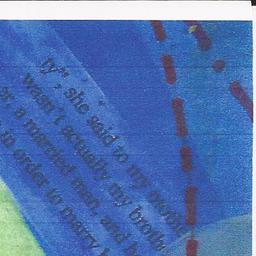 ly", she said to my mothe
wasn't actually my broth
er, a married man, and h
in order to marry h